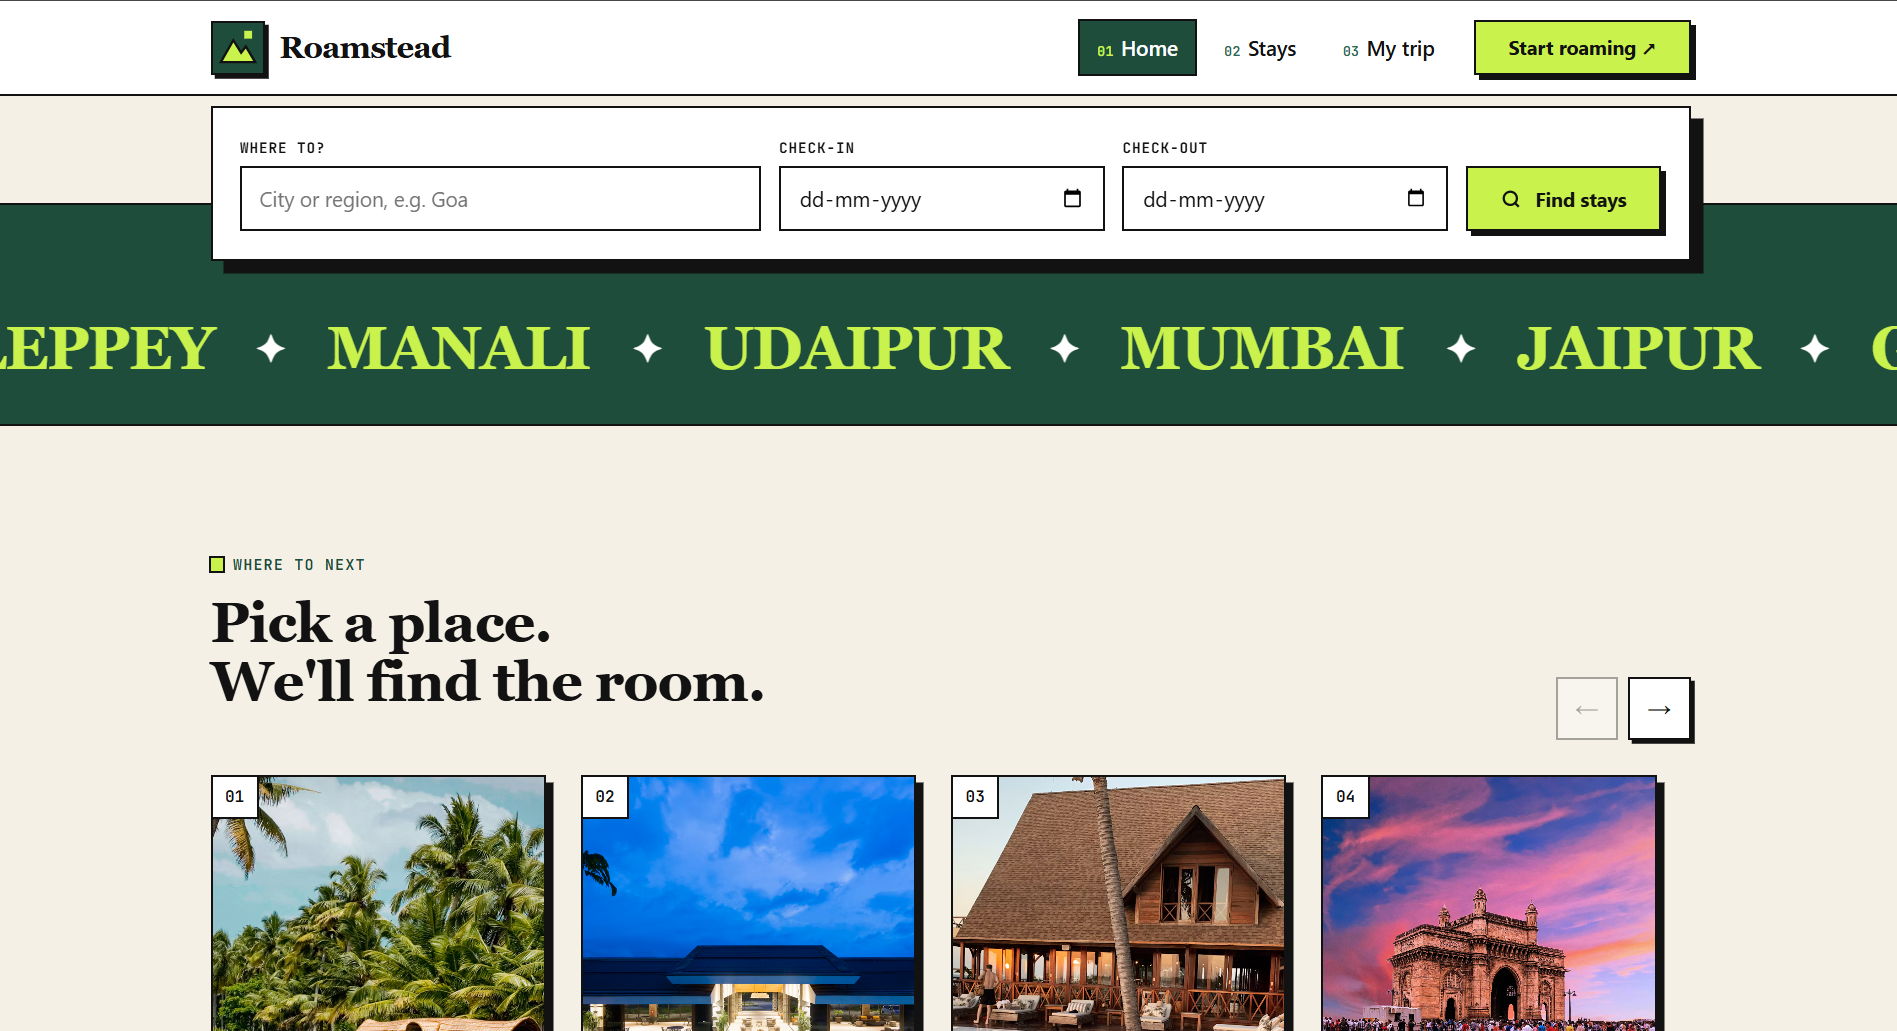 Roamstead
01 Home
02 Stays
03 My trip
Start roaming ↗
WHERE TO?
CHECK-IN
CHECK-OUT
City or region, e.g. Goa
dd-mm-yyyy
dd-mm-yyyy
Find stays
EPPEY ✦ MANALI ✦ UDAIPUR ✦ MUMBAI ✦ JAIPUR ✦
WHERE TO NEXT
Pick a place.
We'll find the room.
← →
01
02
03
04